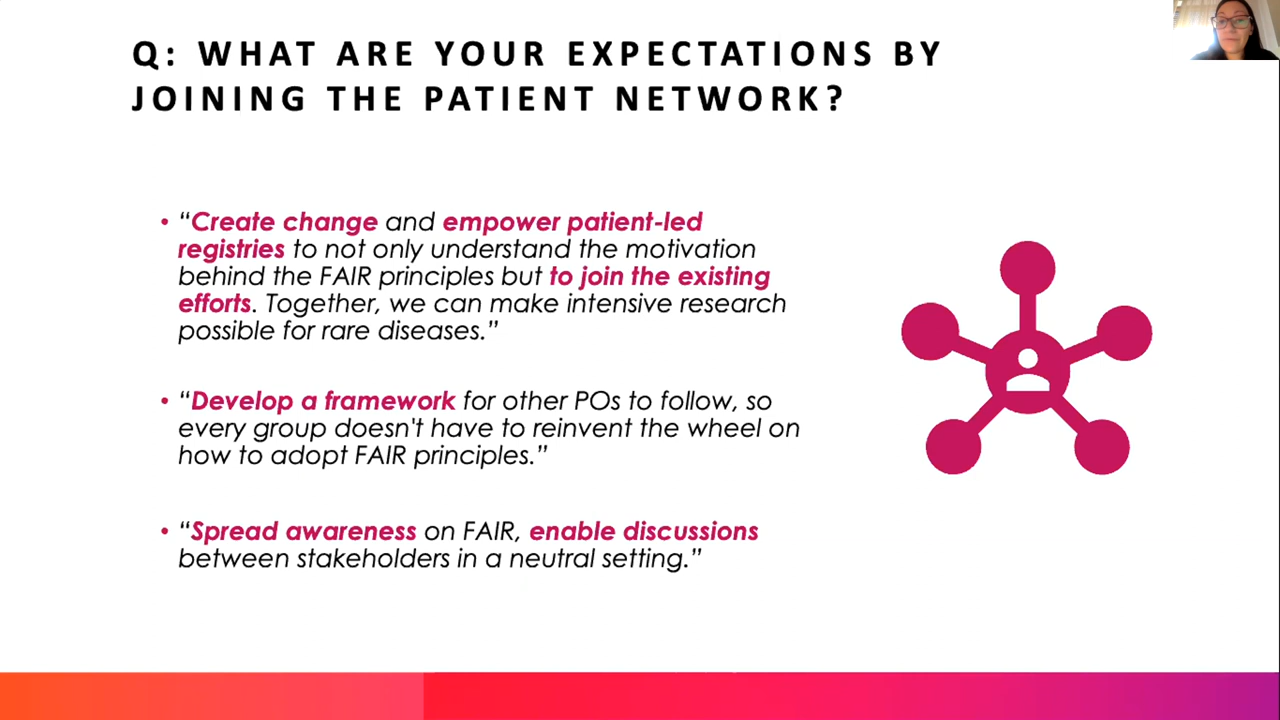 Q: WHAT ARE YOUR EXPECTATIONS BY
JOINING THE PATIENT NETWORK?
• “Create change and empower patient-led
registries to not only understand the motivation
behind the FAIR principles but to join the existing
efforts. Together, we can make intensive research
possible for rare diseases.”
• “Develop a framework for other POs to follow, so
every group doesn't have to reinvent the wheel on
how to adopt FAIR principles.”
• “Spread awareness on FAIR, enable discussions
between stakeholders in a neutral setting.”